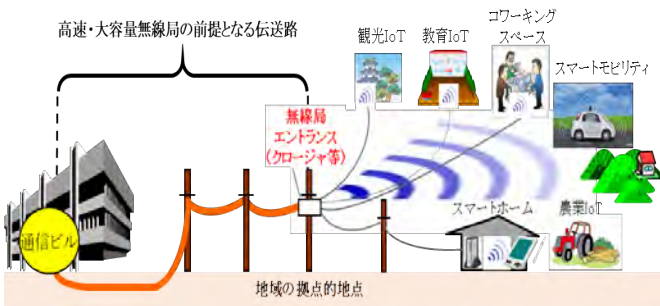 高速・大容量無線局の前提となる伝送路
観光IoT
教育IoT
コワーキング
スペース
スマートモビリティ
無線局
エントランス
(クロージャ等)
通信ビル
スマートホーム
農業IoT
地域の拠点的地点